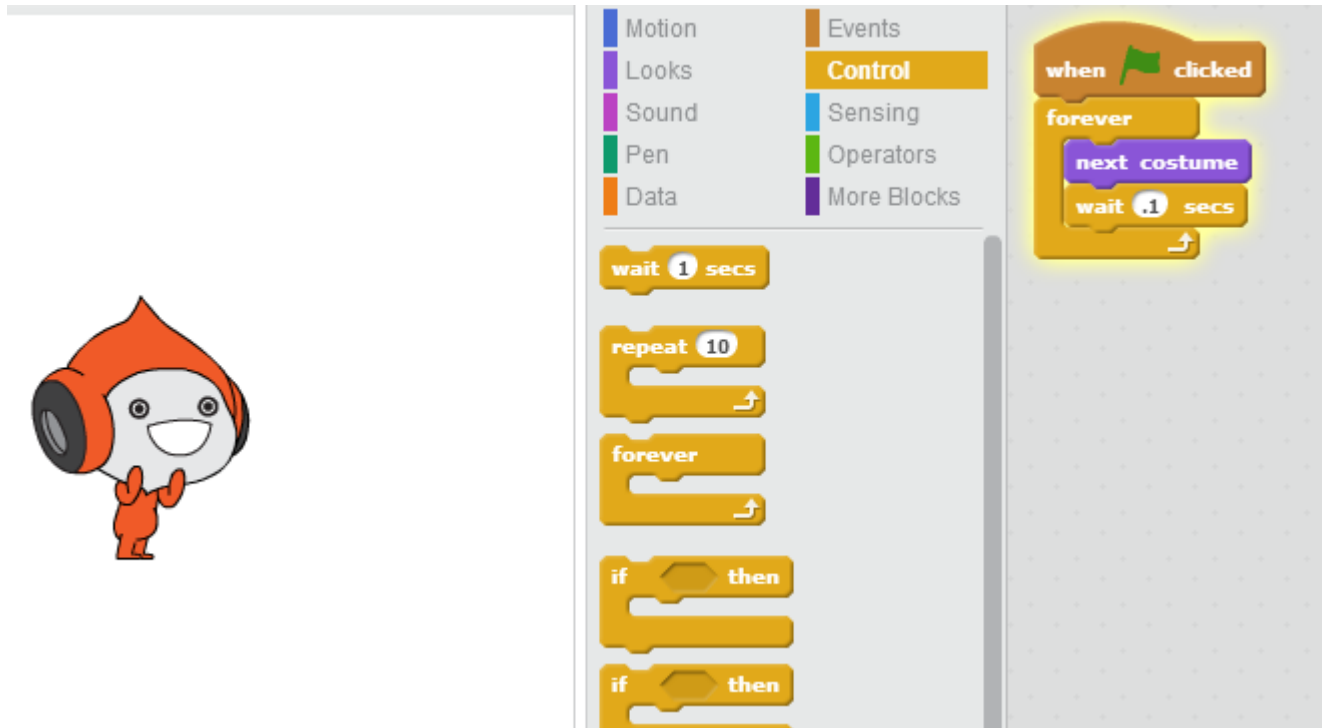 Motion
Looks
Sound
Pen
Data
Events
Control
Sensing
Operators
More Blocks
wait 1 secs
repeat 10
forever
if then
if then
when clicked
forever
next costume
wait .1 secs